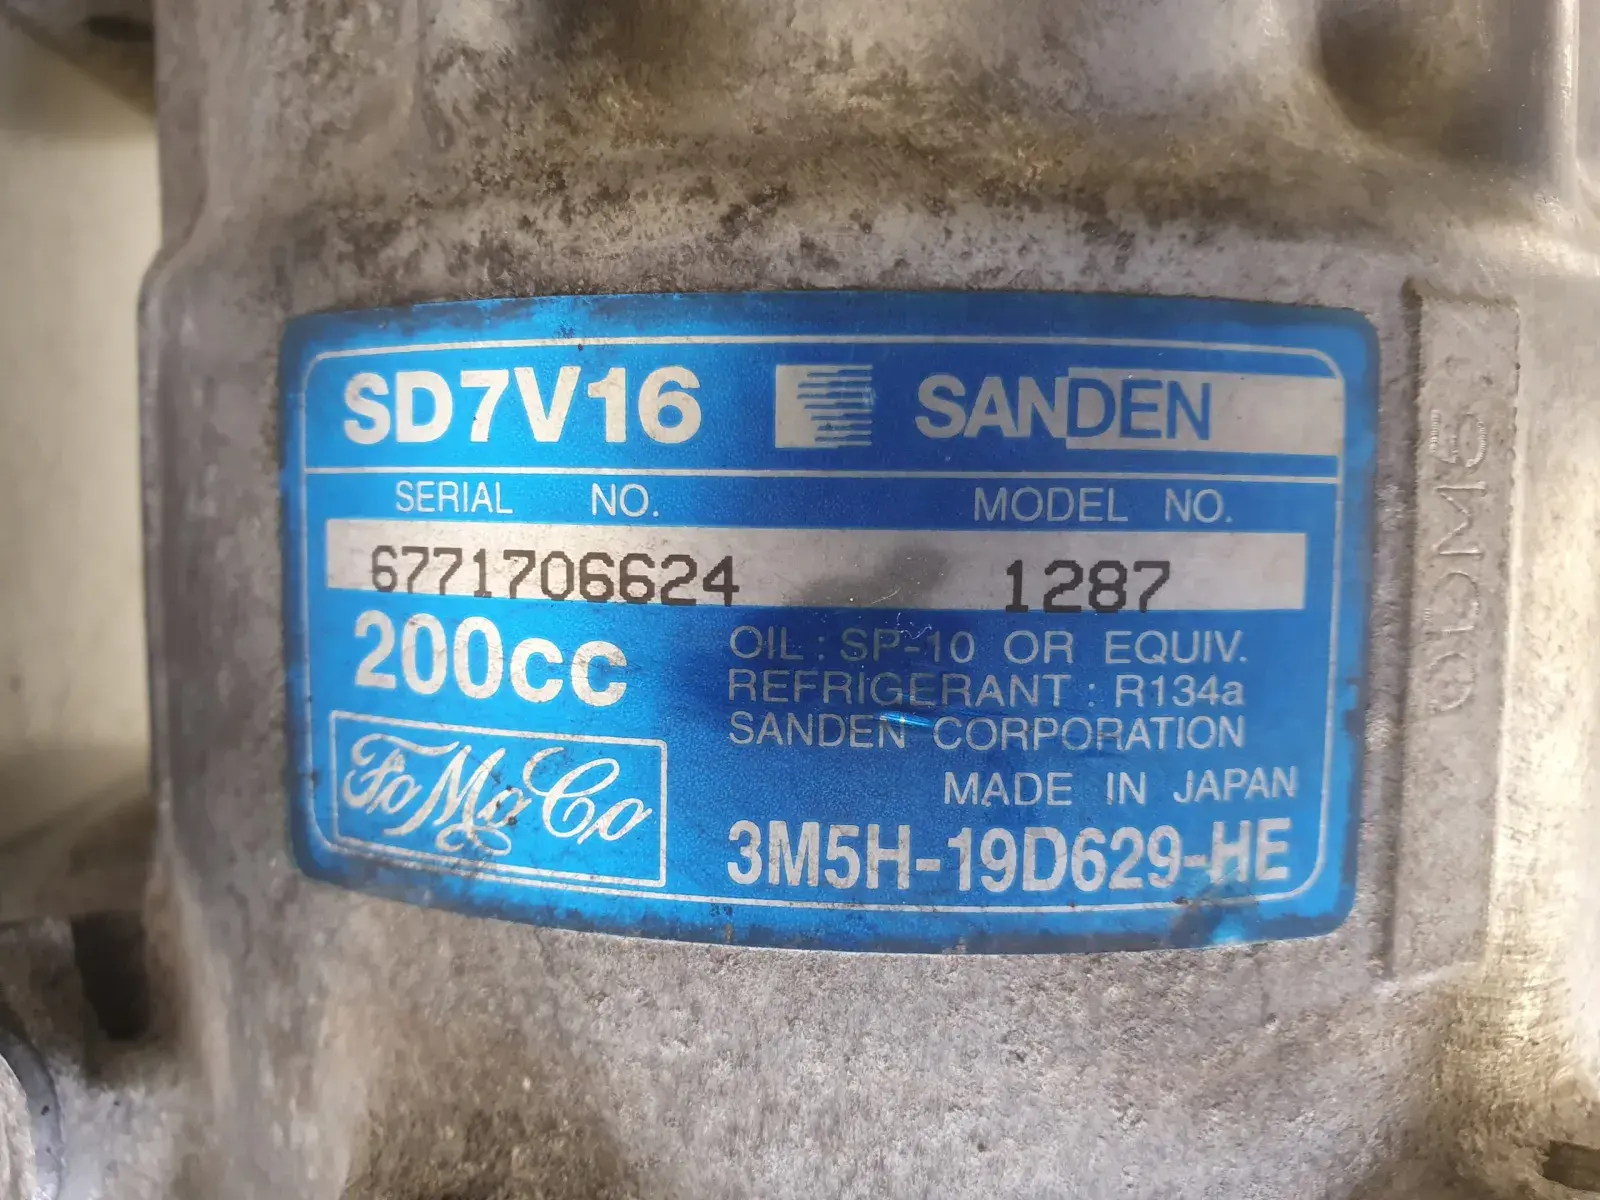 SD7V16 SANDEN
SERIAL NO. MODEL NO.
6771706624 1287
200cc
OIL : SP-10 OR EQUIV.
REFRIGERANT : R134a
SANDEN CORPORATION
MADE IN JAPAN
FoMoCo
3M5H-19D629-HE